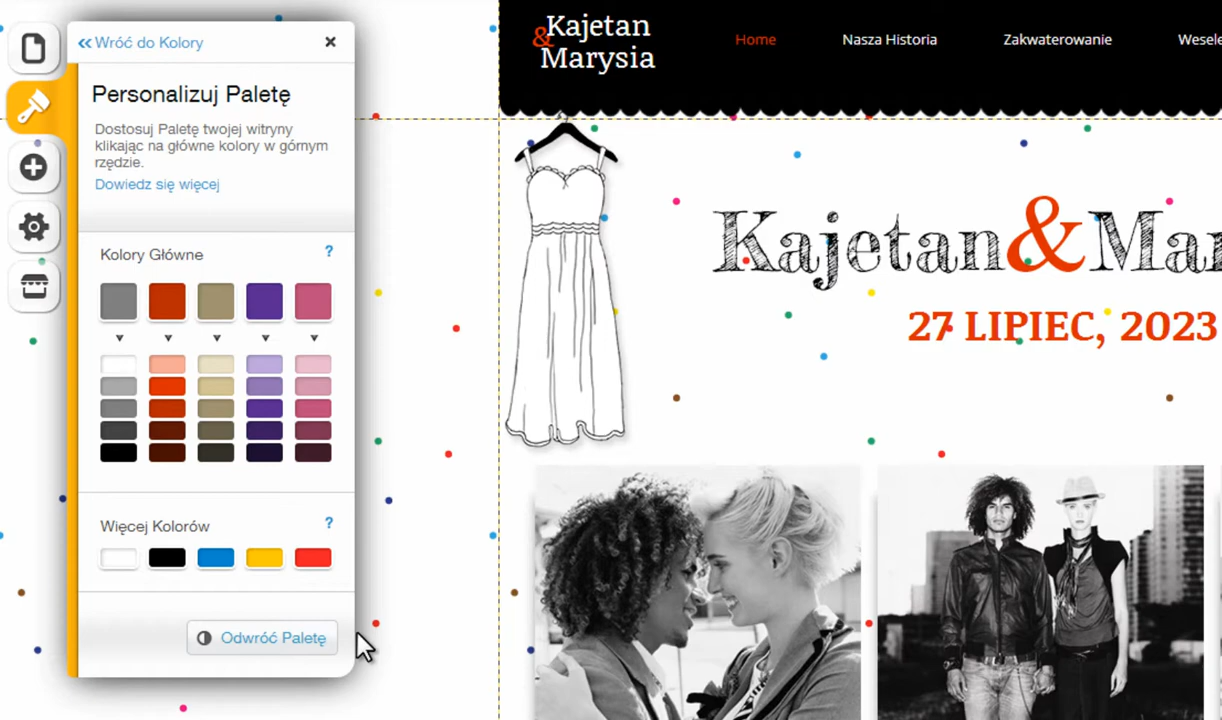 Wróć do Kolory
Personalizuj Paletę
Dostosuj Paletę twojej witryny
klikając na główne kolory w górnym
rzędzie.
Dowiedz się więcej
Kolory Główne
?
Więcej Kolorów
?
Odwróć Paletę
Kajetan
&
Marysia
Home
Nasza Historia
Zakwaterowanie
Wesele
Kajetan&Mar
27 LIPIEC, 2023